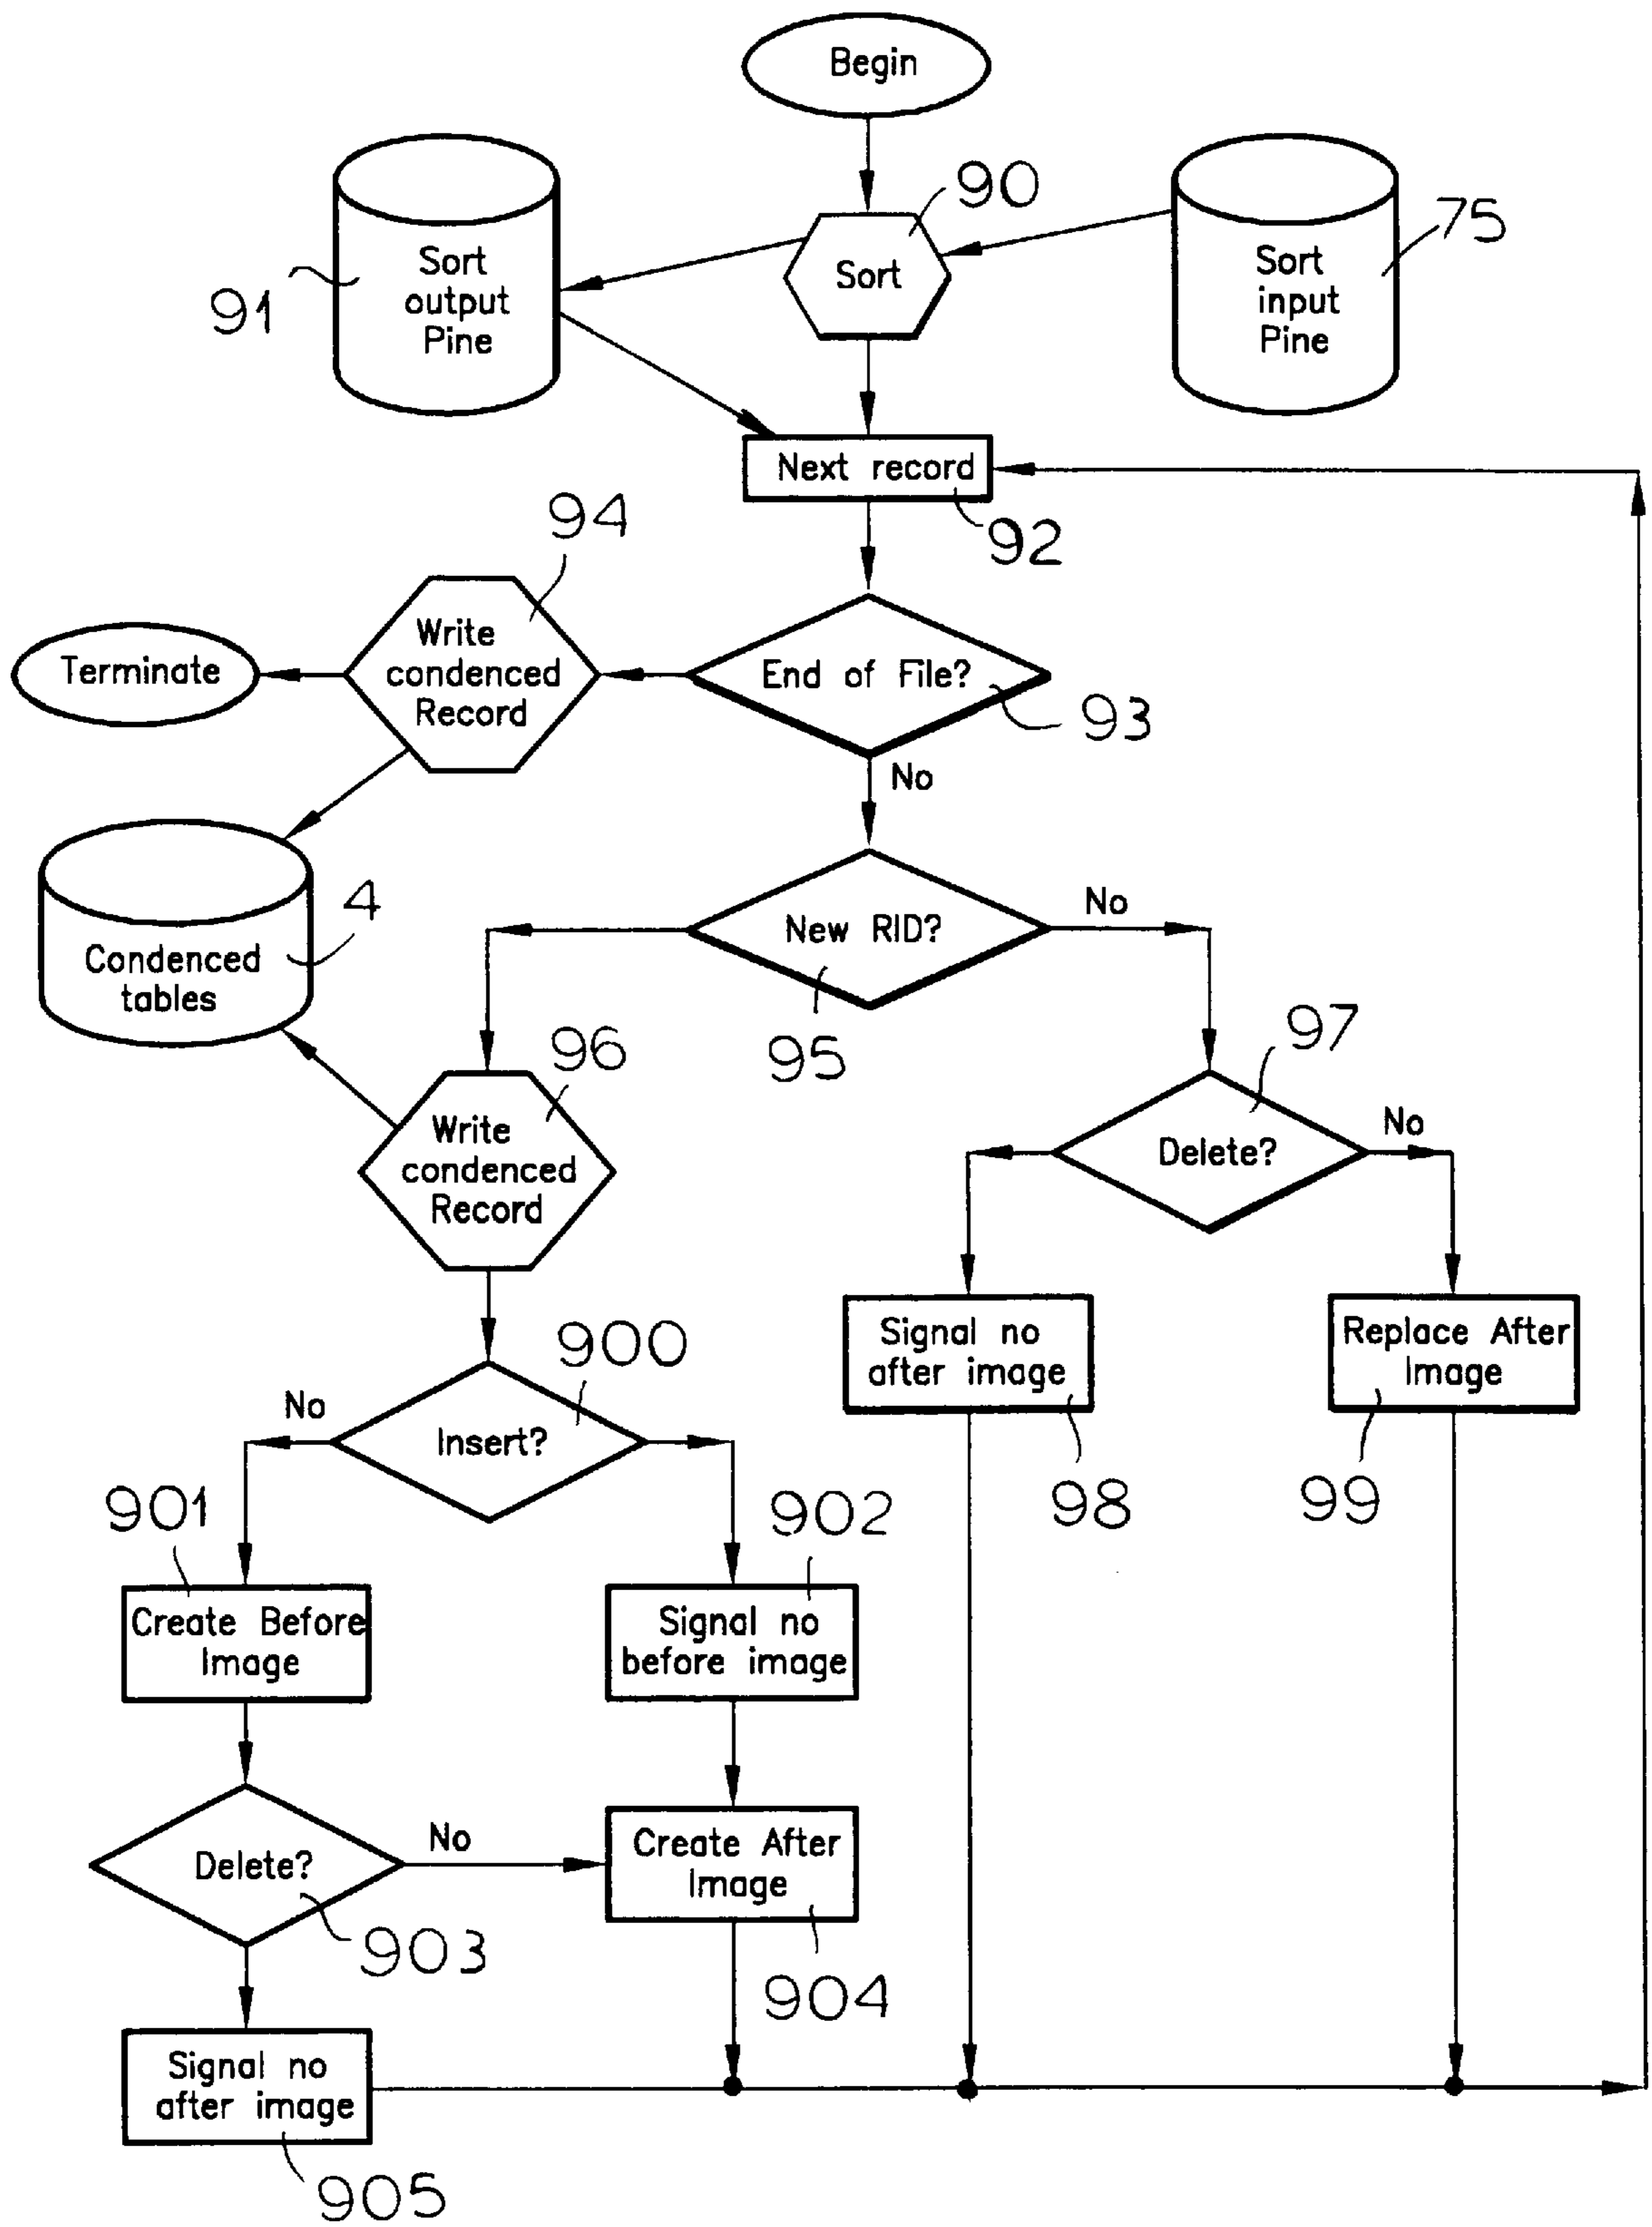 Begin
90
75
Sort
output
Pine
Sort
Sort
input
Pine
91
Next record
92
94
Write
condenced
Record
Terminate
End of File?
93
No
4
Condenced
tables
New RID?
No
95
97
96
Write
condenced
Record
Delete?
No
900
Signal no
after image
Replace After
Image
No
Insert?
98
99
901
902
Create Before
Image
Signal no
before image
Delete?
No
Create After
Image
903
904
Signal no
after image
905